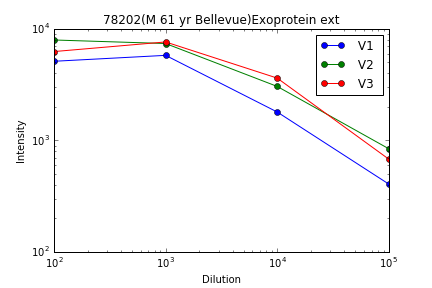 78202(M 61 yr Bellevue)Exoprotein ext
10^4
V1
V2
V3
10^3
10^2
Intensity
10^2 10^3 10^4 10^5
Dilution